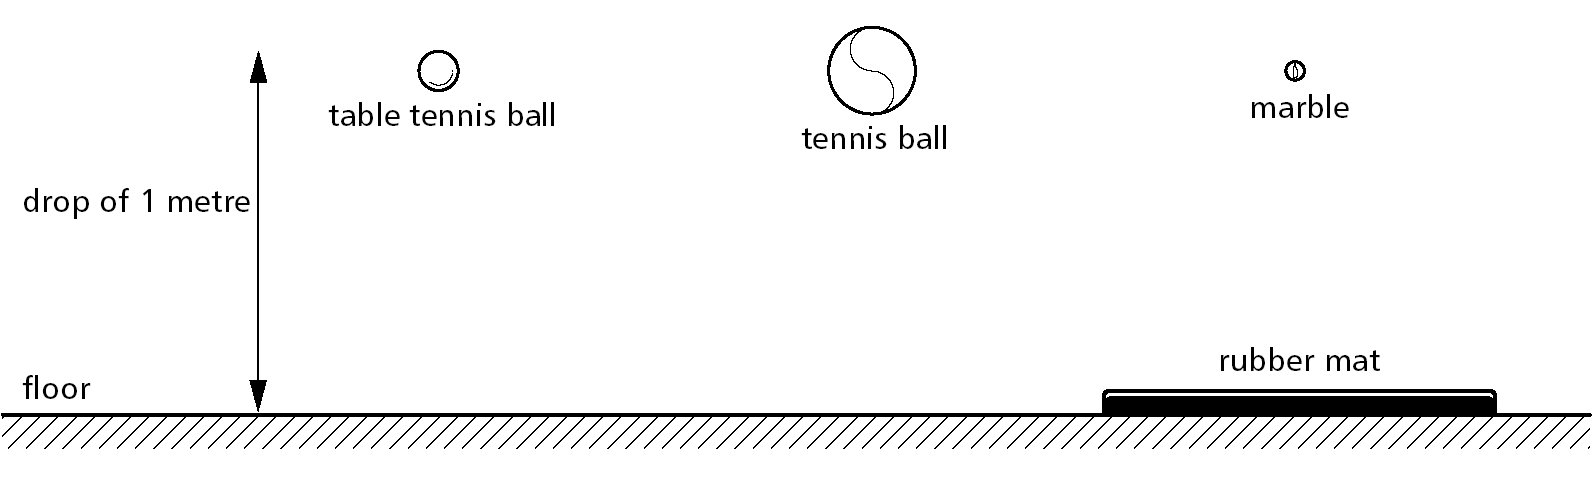 table tennis ball
tennis ball
marble
drop of 1 metre
rubber mat
floor